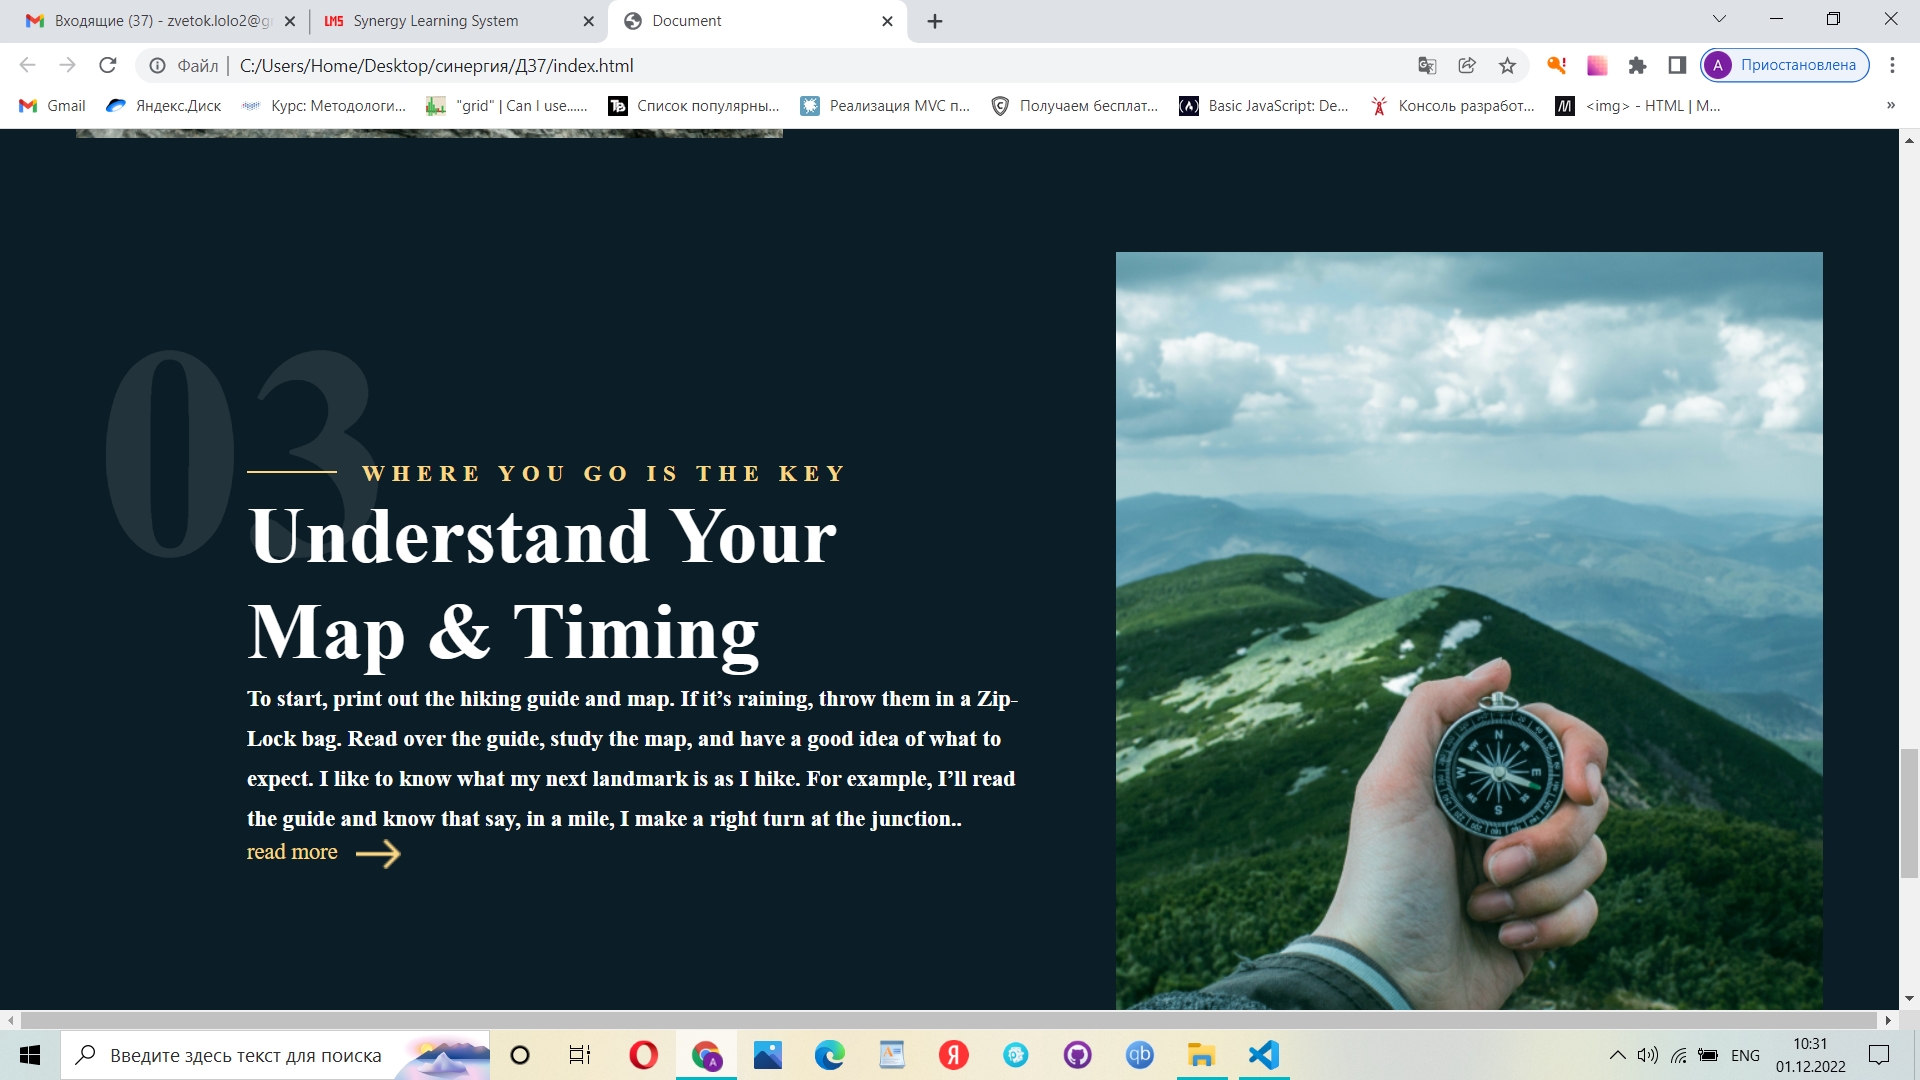 Входящие (37) - zvetok.lolo2@g
LMS Synergy Learning System
Document
Файл | C:/Users/Home/Desktop/синергия/Д37/index.html
А Приостановлена
Gmail
Яндекс.Диск
Курс: Методологи...
"grid" | Can I use......
Список популярны...
Реализация MVC п...
Получаем бесплат...
Basic JavaScript: De...
Консоль разработ...
<img> - HTML | M...
»
03
WHERE YOU GO IS THE KEY
Understand Your
Map & Timing
To start, print out the hiking guide and map. If it’s raining, throw them in a Zip-
Lock bag. Read over the guide, study the map, and have a good idea of what to
expect. I like to know what my next landmark is as I hike. For example, I’ll read
the guide and know that say, in a mile, I make a right turn at the junction..
read more
N
W
E
S
Введите здесь текст для поиска
Я
qb
ENG
10:31
01.12.2022